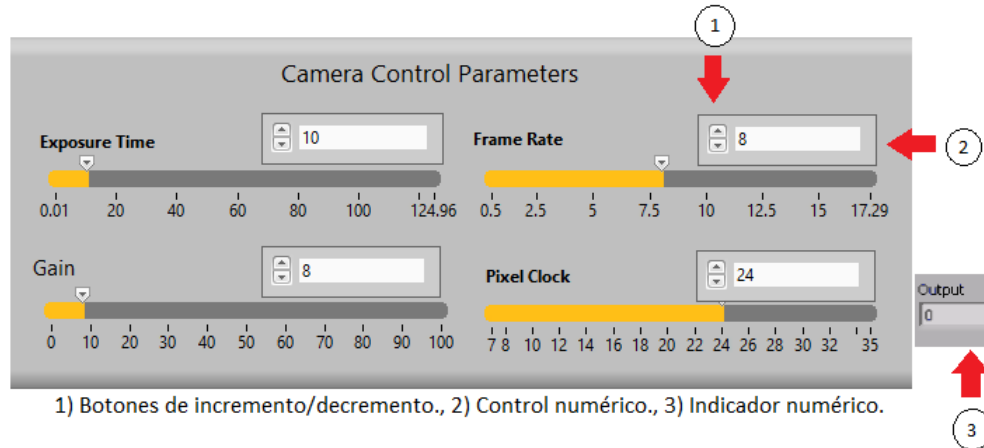 1
Camera Control Parameters
Exposure Time
10
Frame Rate
8
2
0.01 20 40 60 80 100 124.96
0.5 2.5 5 7.5 10 12.5 15 17.29
Gain
8
Pixel Clock
24
Output
0
0 10 20 30 40 50 60 70 80 90 100
7 8 10 12 14 16 18 20 22 24 26 28 30 32 35
1) Botones de incremento/decremento., 2) Control numérico., 3) Indicador numérico.
3